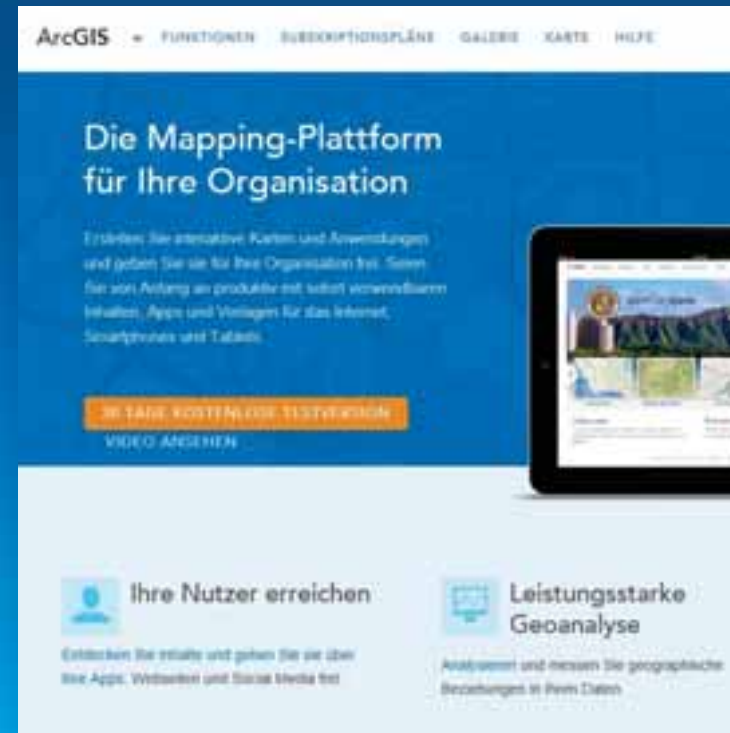 ArcGIS FUNKTIONEN SUBSKRIPTIONSPLÄNE GALERIE KARTE HILFE
Die Mapping-Plattform
für Ihre Organisation
Erstellen Sie interaktive Karten und Anwendungen
und geben Sie sie für Ihre Organisation frei. Seien
Sie von Anfang an produktiv mit sofort verwendbaren
Inhalten, Apps und Vorlagen für das Internet,
Smartphones und Tablets.
30 TAGE KOSTENLOSE TESTVERSION
VIDEO ANSEHEN
Ihre Nutzer erreichen
Entdecken Sie Inhalte und geben Sie sie über
Ihre Apps, Webseiten und Social Media frei
Leistungsstarke
Geoanalyse
Analysieren und messen Sie geographische
Beziehungen in Ihren Daten